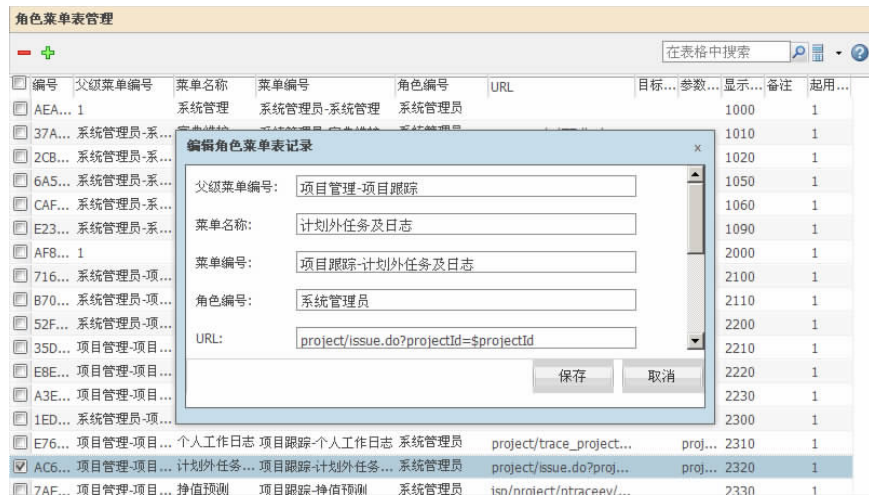 角色菜单表管理
在表格中搜索
编号 父级菜单编号 菜单名称 菜单编号 角色编号 URL 目标... 参数... 显示... 备注 起用...
AEA... 1 系统管理 系统管理员-系统管理 系统管理员 1000 1
37A... 系统管理员-系... 1010 1
2CB... 系统管理员-系... 1020 1
6A5... 系统管理员-系... 1050 1
CAF... 系统管理员-系... 1060 1
E23... 系统管理员-系... 1090 1
AF8... 1 2000 1
716... 系统管理员-项... 2100 1
B70... 系统管理员-项... 2110 1
52F... 系统管理员-项... 2200 1
35D... 项目管理-项目... 2210 1
E8E... 项目管理-项目... 2220 1
A3E... 项目管理-项目... 2230 1
1ED... 系统管理员-项... 2300 1
E76... 项目管理-项目... 个人工作日志 项目跟踪-个人工作日志 系统管理员 project/trace_project... proj... 2310 1
AC6... 项目管理-项目... 计划外任务... 项目跟踪-计划外任务... 系统管理员 project/issue.do?proj... proj... 2320 1
7AF... 项目管理-项目... 挣值预测 项目跟踪-挣值预测 系统管理员 jsp/project/ptraceev/... 2330 1
编辑角色菜单表记录 x
父级菜单编号: 项目管理-项目跟踪
菜单名称: 计划外任务及日志
菜单编号: 项目跟踪-计划外任务及日志
角色编号: 系统管理员
URL: project/issue.do?projectId=$projectId
保存 取消